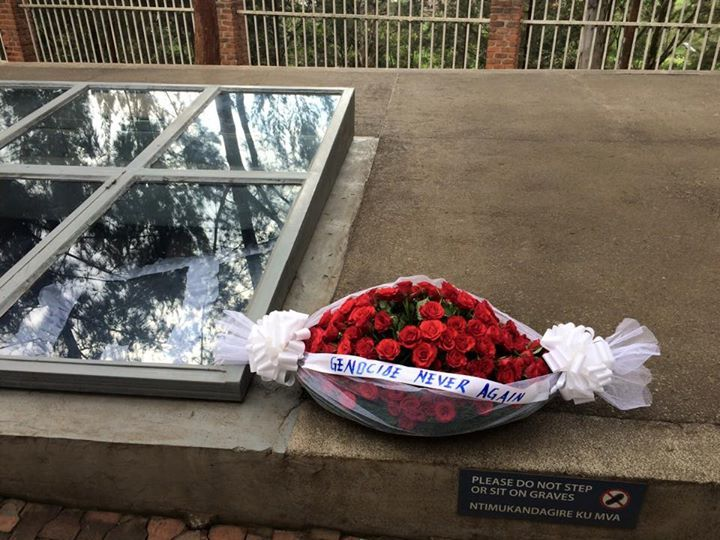 GENOCIDE NEVER AGAIN
PLEASE DO NOT STEP
OR SIT ON GRAVES
NTIMUKANDAGIRE KU MVA